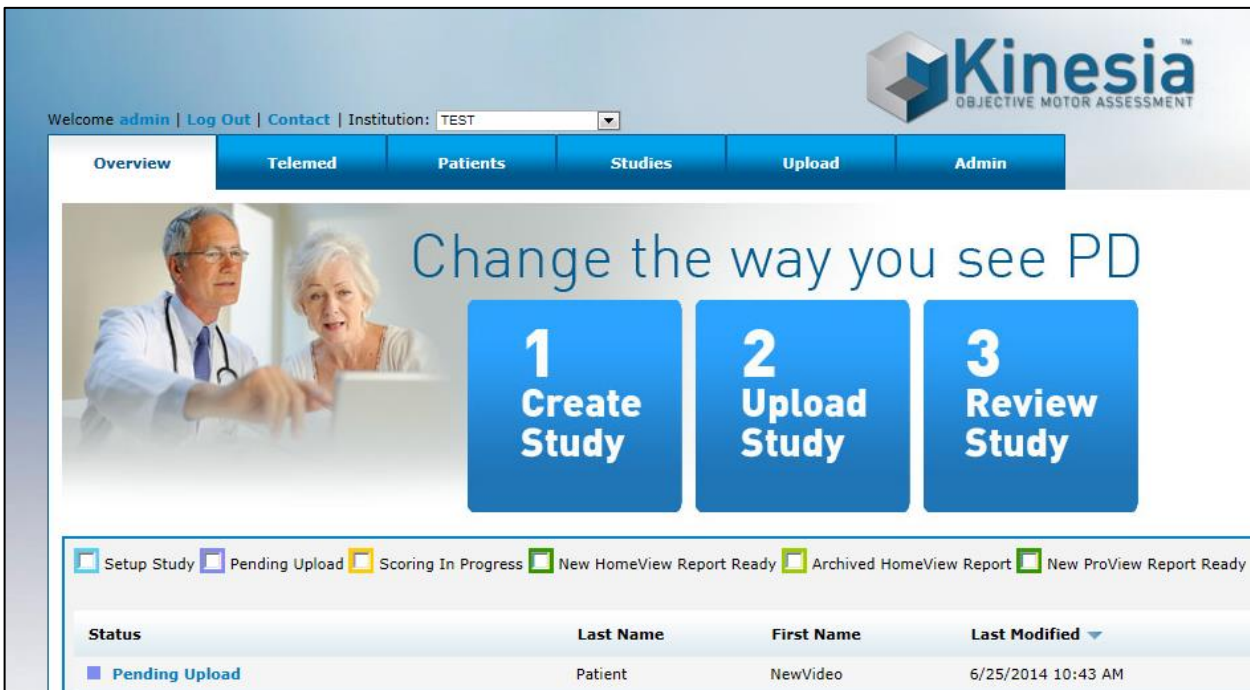 Kinesia™
OBJECTIVE MOTOR ASSESSMENT
Welcome admin | Log Out | Contact | Institution: TEST
Overview Telemed Patients Studies Upload Admin
Change the way you see PD
1
Create
Study
2
Upload
Study
3
Review
Study
Setup Study Pending Upload Scoring In Progress New HomeView Report Ready Archived HomeView Report New ProView Report Ready
Status Last Name First Name Last Modified
Pending Upload Patient NewVideo 6/25/2014 10:43 AM